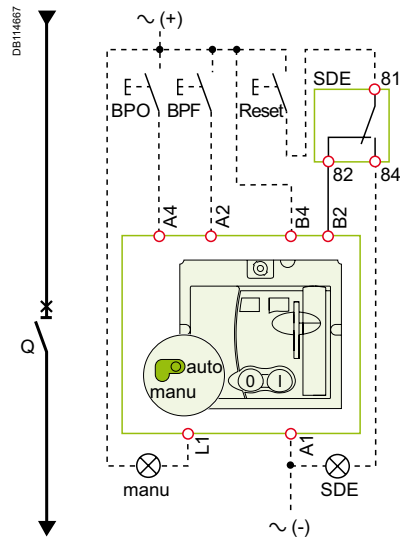 DB114667
∼ (+)
SDE 81
BPO BPF Reset
82 84
A4 A2 B4 B2
Q
auto
manu
0 I
L1 A1
manu SDE
∼ (-)